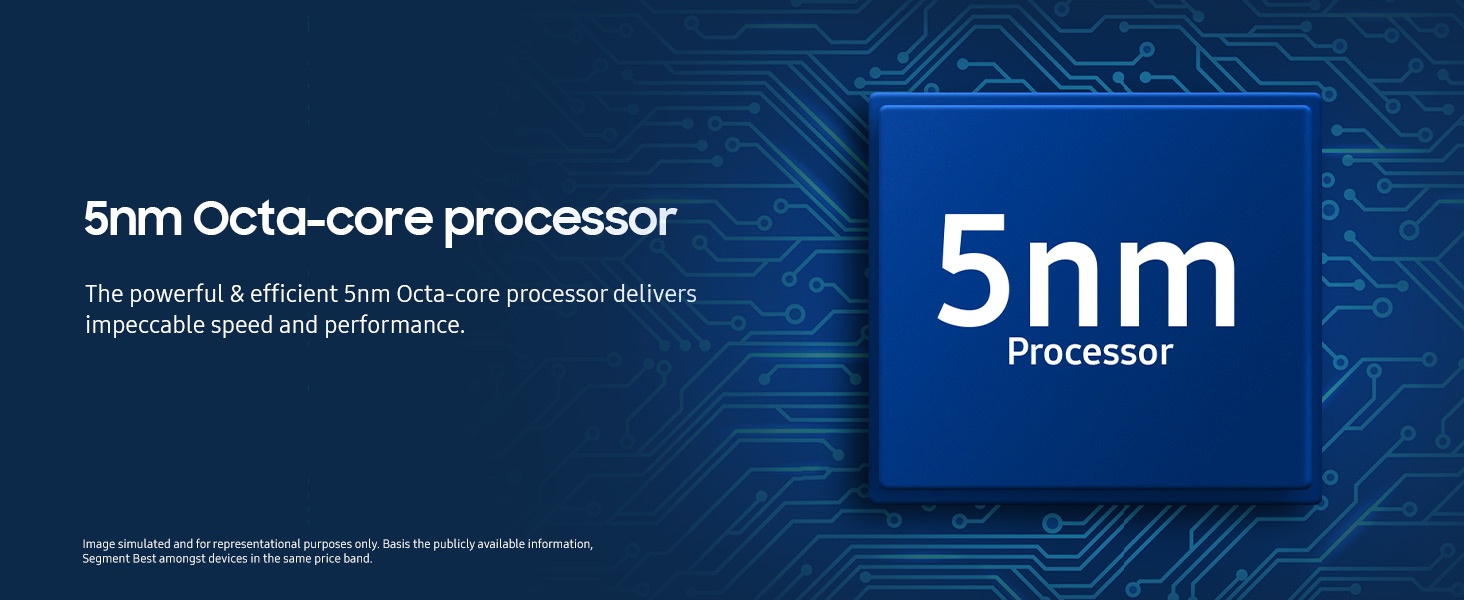 5nm Octa-core processor
The powerful & efficient 5nm Octa-core processor delivers
impeccable speed and performance.
5nm
Processor
Image simulated and for representational purposes only. Basis the publicly available information,
Segment Best amongst devices in the same price band.